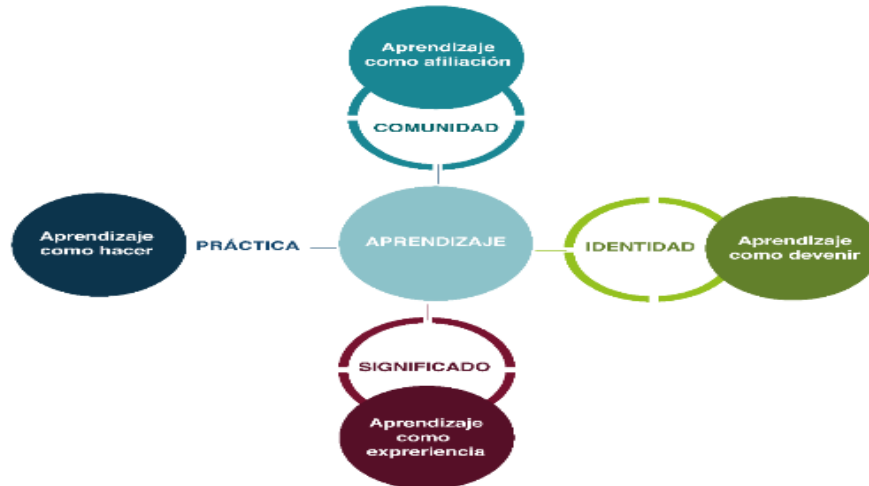 Aprendizaje
como afiliación
COMUNIDAD
Aprendizaje
como hacer
PRÁCTICA
APRENDIZAJE
IDENTIDAD
Aprendizaje
como devenir
SIGNIFICADO
Aprendizaje
como
expreriencia